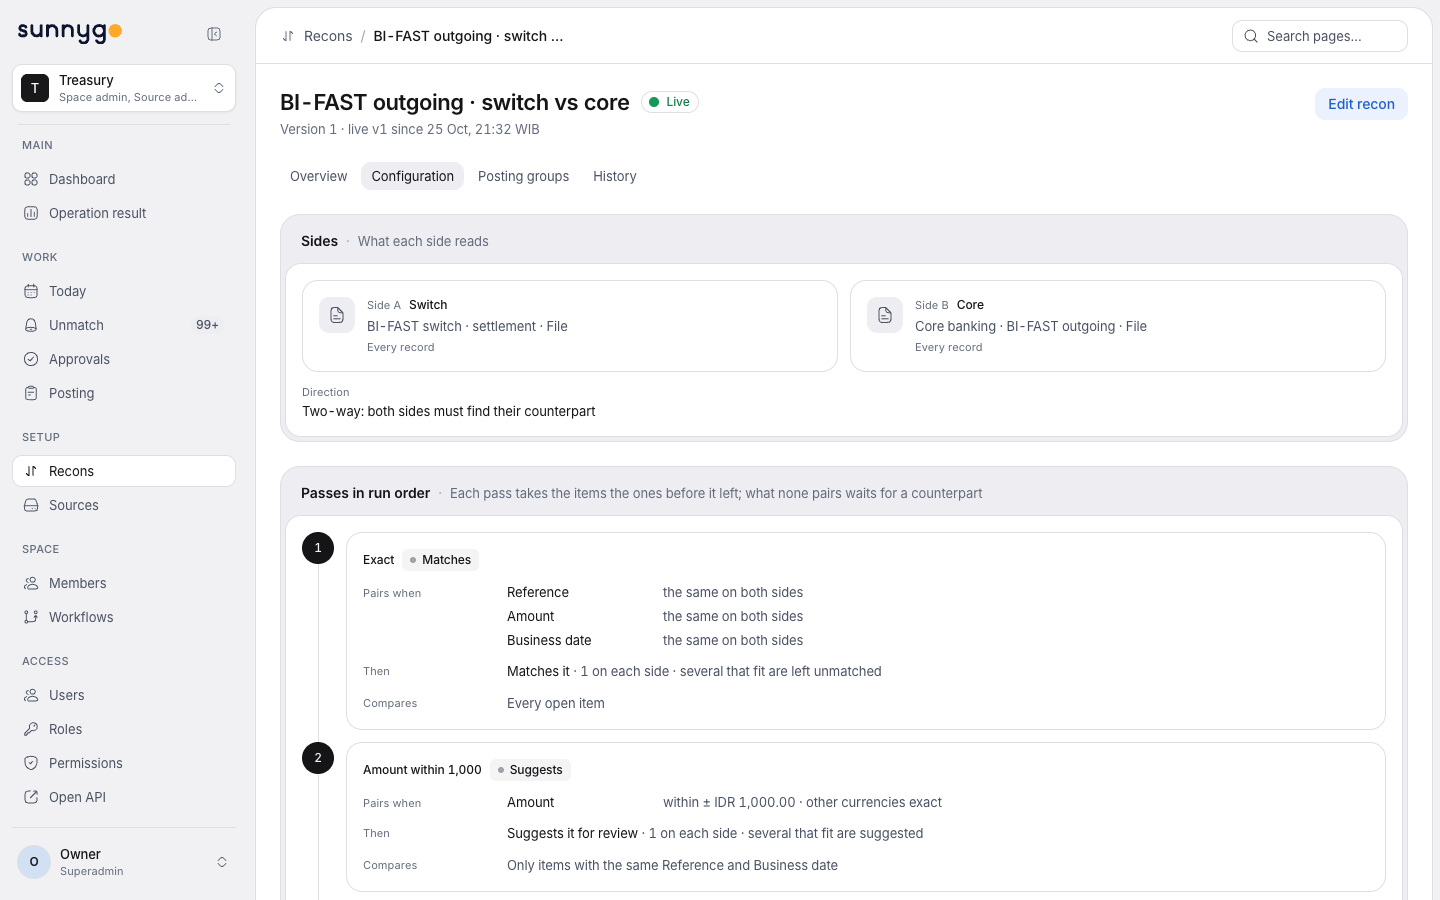 sunnyg
Treasury
Space admin, Source ad...
MAIN
Dashboard
Operation result
WORK
Today
Unmatch 99+
Approvals
Posting
SETUP
Recons
Sources
SPACE
Members
Workflows
ACCESS
Users
Roles
Permissions
Open API
O
Owner
Superadmin
Recons / BI-FAST outgoing · switch ...
Search pages...
BI-FAST outgoing · switch vs core
Live
Version 1 · live v1 since 25 Oct, 21:32 WIB
Edit recon
Overview Configuration Posting groups History
Sides · What each side reads
Side A Switch
BI-FAST switch · settlement · File
Every record
Side B Core
Core banking · BI-FAST outgoing · File
Every record
Direction
Two-way: both sides must find their counterpart
Passes in run order · Each pass takes the items the ones before it left; what none pairs waits for a counterpart
1
Exact Matches
Pairs when Reference the same on both sides
Amount the same on both sides
Business date the same on both sides
Then Matches it · 1 on each side · several that fit are left unmatched
Compares Every open item
2
Amount within 1,000 Suggests
Pairs when Amount within ± IDR 1,000.00 · other currencies exact
Then Suggests it for review · 1 on each side · several that fit are suggested
Compares Only items with the same Reference and Business date
T